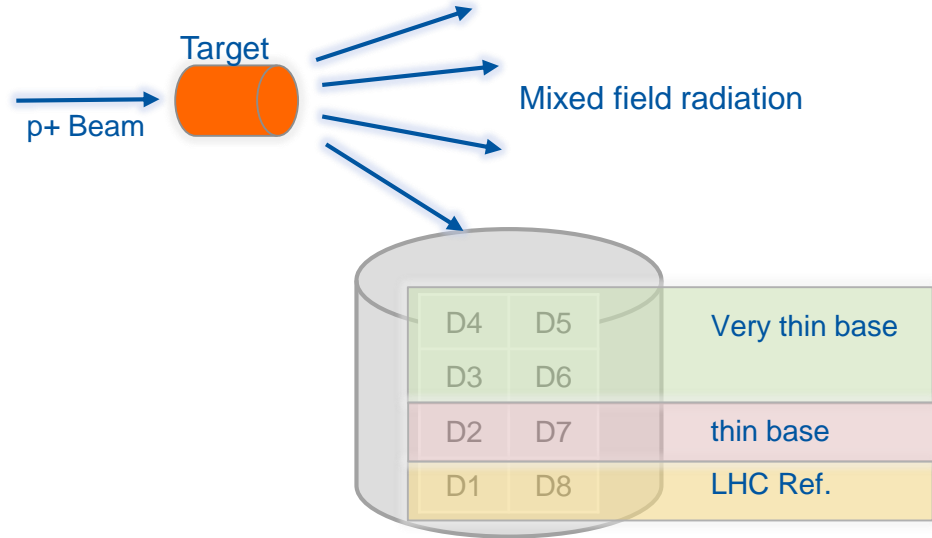 Target
p+ Beam
Mixed field radiation
D4 D5 Very thin base
D3 D6
D2 D7 thin base
D1 D8 LHC Ref.